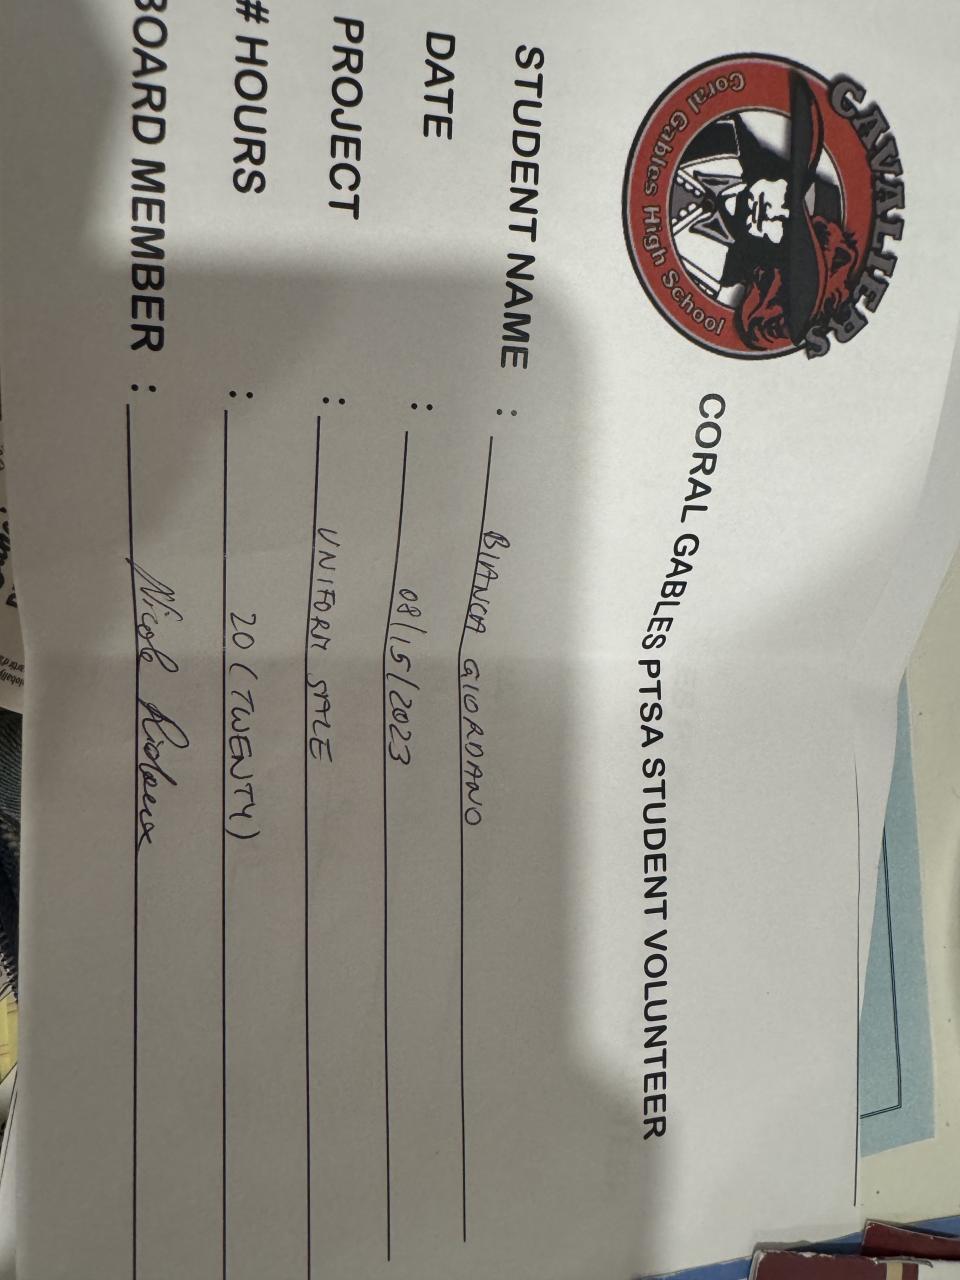 CAVALIERS
Coral Gables High School
CORAL GABLES PTSA STUDENT VOLUNTEER
STUDENT NAME : BIANCA GIORDANO
DATE : 08/15/2023
PROJECT : UNIFORM SALE
# HOURS : 20 (TWENTY)
BOARD MEMBER : Nicole